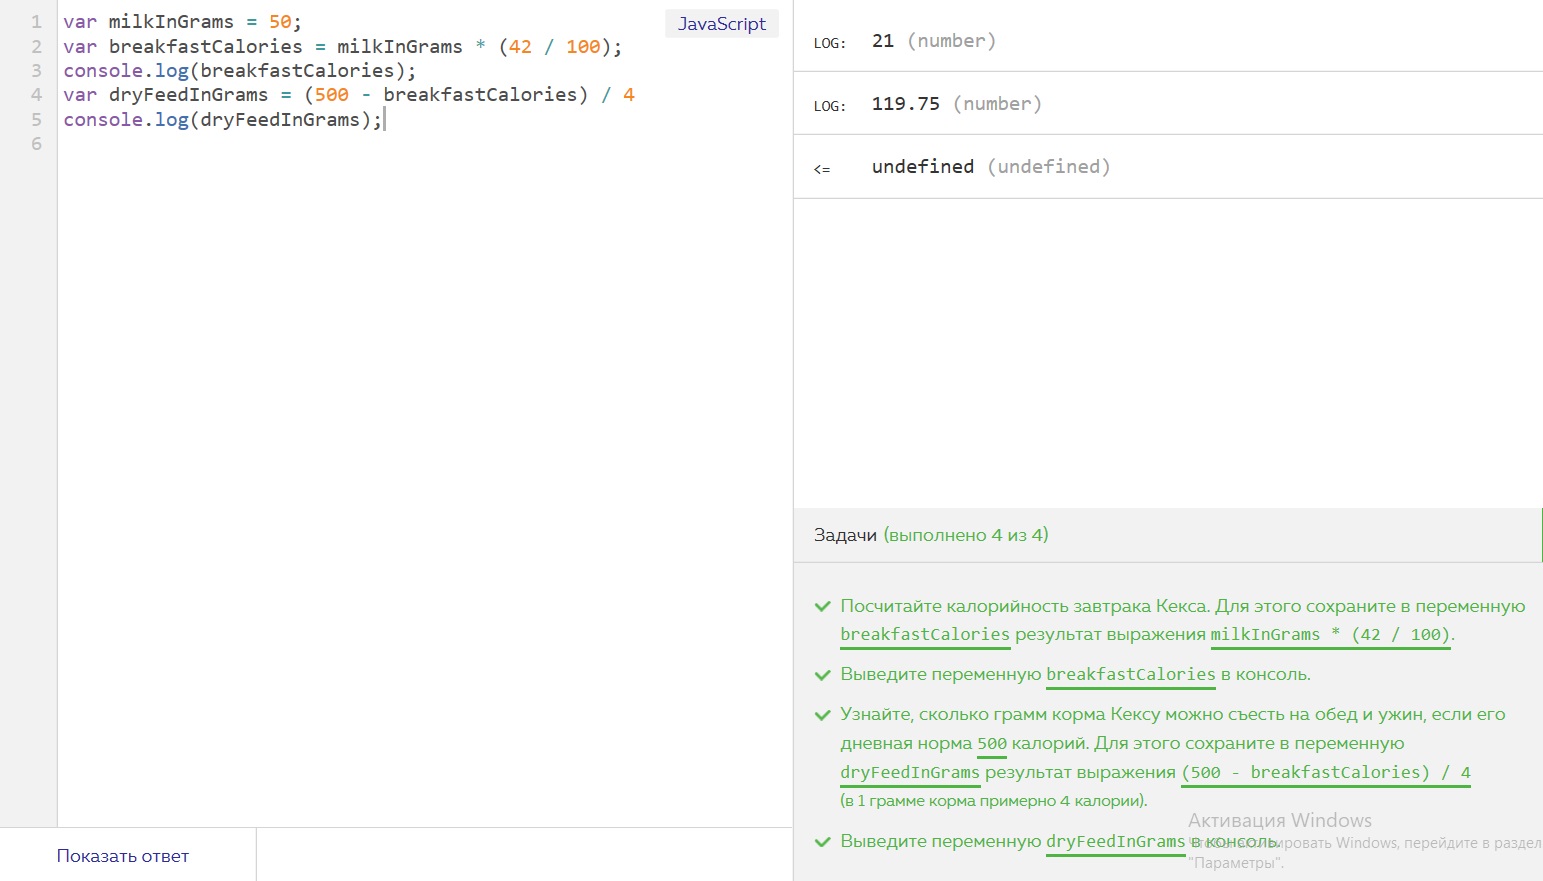 1 var milkInGrams = 50;
2 var breakfastCalories = milkInGrams * (42 / 100);
3 console.log(breakfastCalories);
4 var dryFeedInGrams = (500 - breakfastCalories) / 4
5 console.log(dryFeedInGrams);
6
JavaScript
Показать ответ
LOG: 21 (number)
LOG: 119.75 (number)
<= undefined (undefined)
Задачи (выполнено 4 из 4)
Посчитайте калорийность завтрака Кекса. Для этого сохраните в переменную
breakfastCalories результат выражения milkInGrams * (42 / 100).
Выведите переменную breakfastCalories в консоль.
Узнайте, сколько грамм корма Кексу можно съесть на обед и ужин, если его
дневная норма 500 калорий. Для этого сохраните в переменную
dryFeedInGrams результат выражения (500 - breakfastCalories) / 4
(в 1 грамме корма примерно 4 калории).
Выведите переменную dryFeedInGrams в консоль.
Активация Windows
Чтобы активировать Windows, перейдите в раздел
"Параметры".